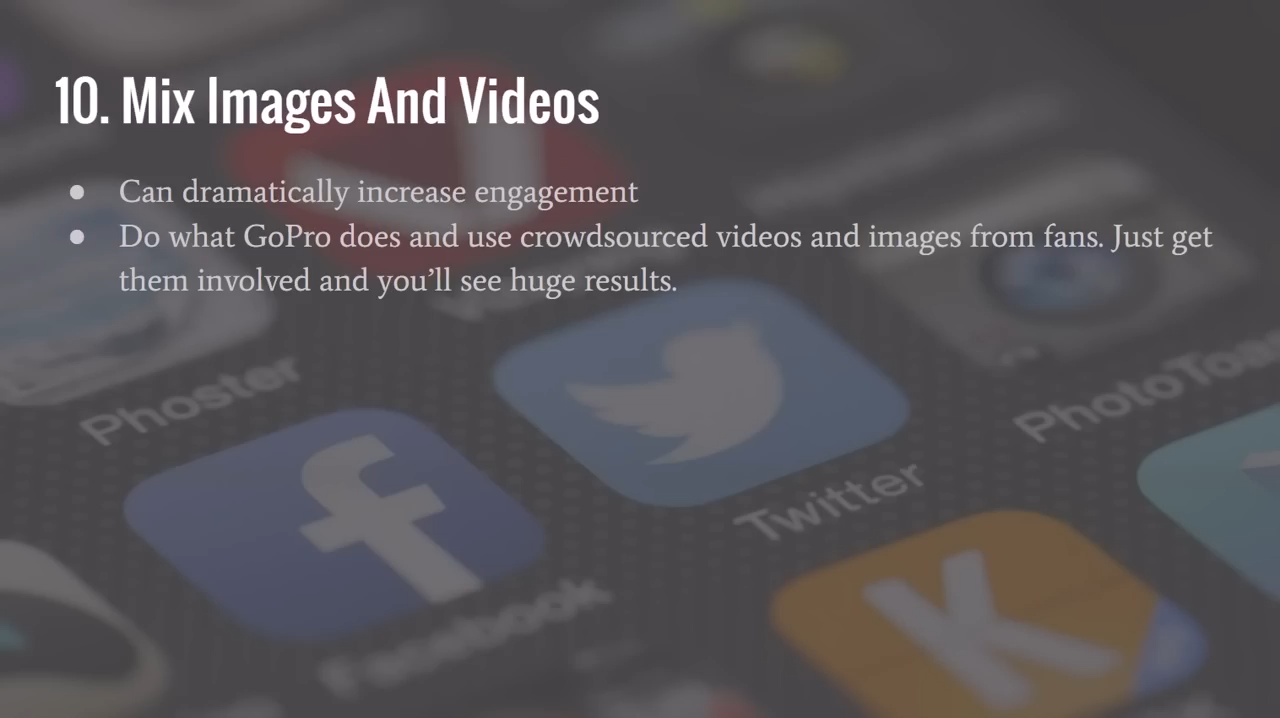 10. Mix Images And Videos
● Can dramatically increase engagement
● Do what GoPro does and use crowdsourced videos and images from fans. Just get
them involved and you’ll see huge results.
Phoster
PhotoToas
Twitter
Facebook